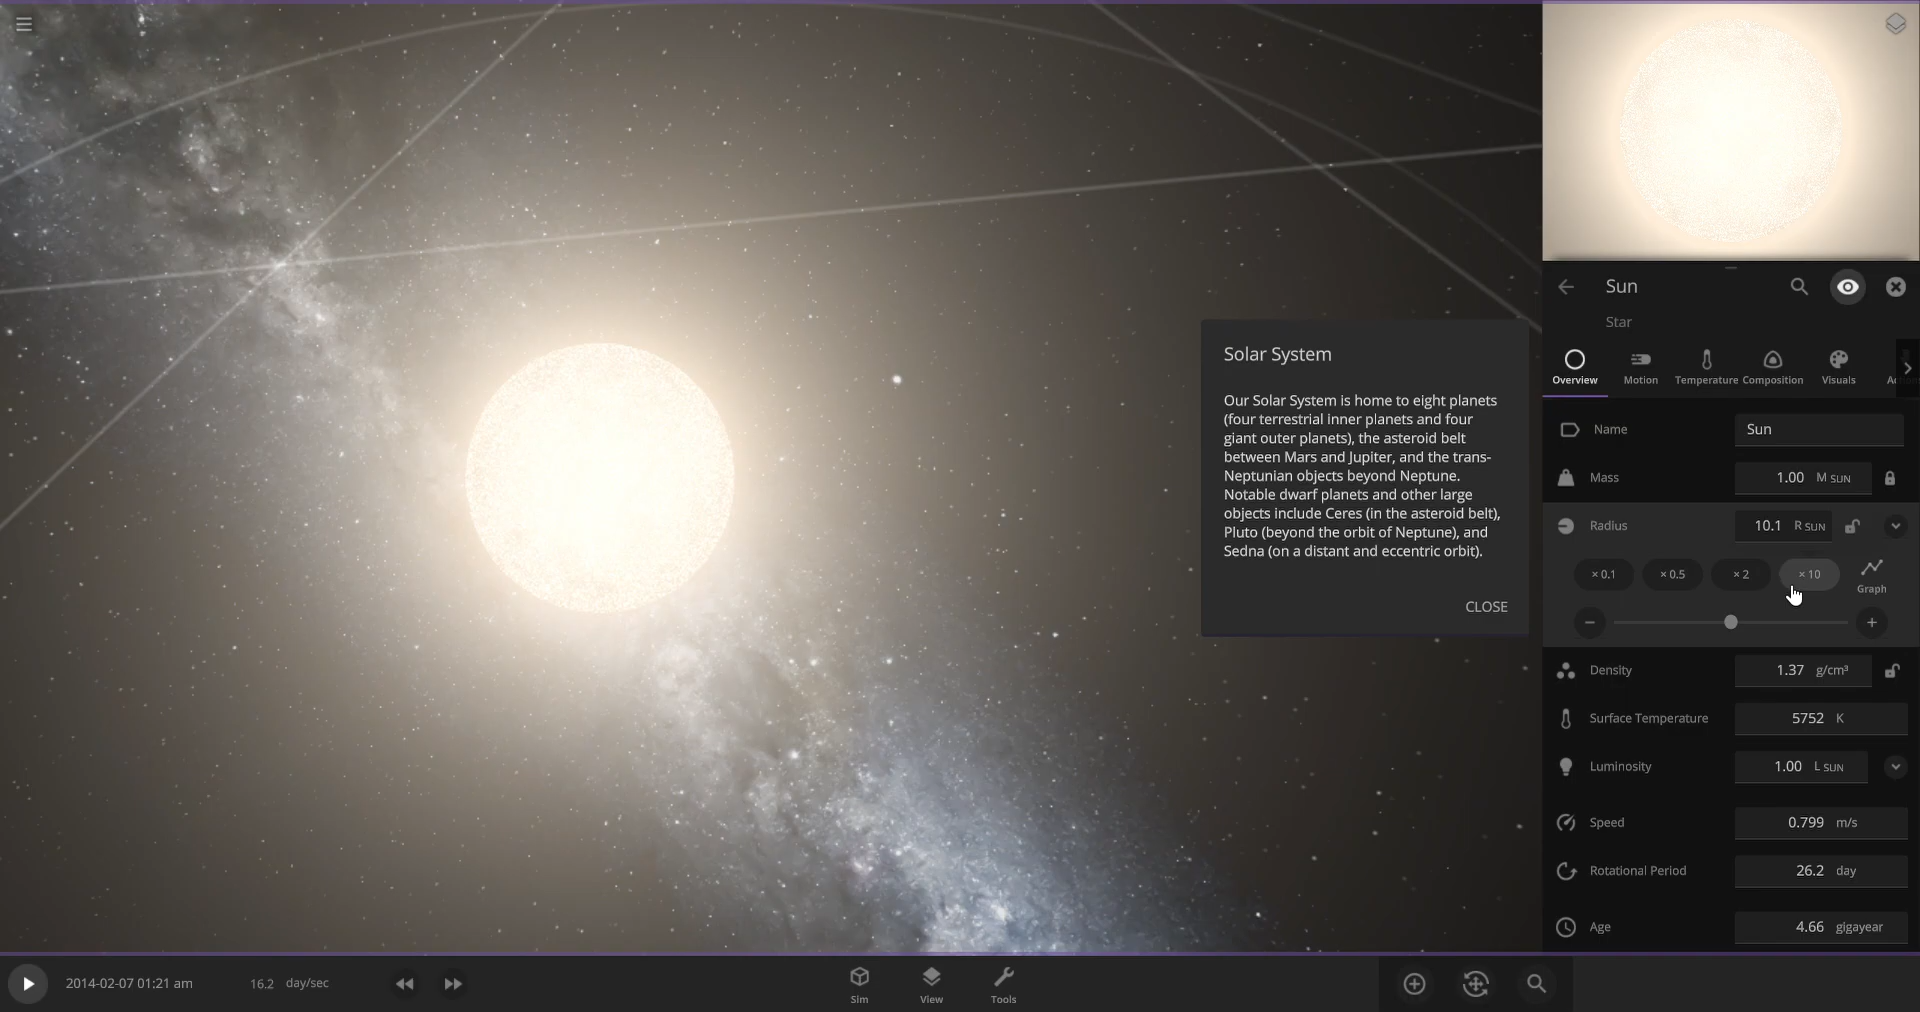 Sun
Star
Overview
Motion
Temperature
Composition
Visuals
Name
Sun
Mass
1.00 M SUN
Radius
10.1 R SUN
× 0.1
× 0.5
× 2
× 10
Graph
Density
1.37 g/cm³
Surface Temperature
5752 K
Luminosity
1.00 L SUN
Speed
0.799 m/s
Rotational Period
26.2 day
Age
4.66 gigayear
Solar System
Our Solar System is home to eight planets
(four terrestrial inner planets and four
giant outer planets), the asteroid belt
between Mars and Jupiter, and the trans-
Neptunian objects beyond Neptune.
Notable dwarf planets and other large
objects include Ceres (in the asteroid belt),
Pluto (beyond the orbit of Neptune), and
Sedna (on a distant and eccentric orbit).
CLOSE
2014-02-07 01:21 am
16.2 day/sec
Sim
View
Tools